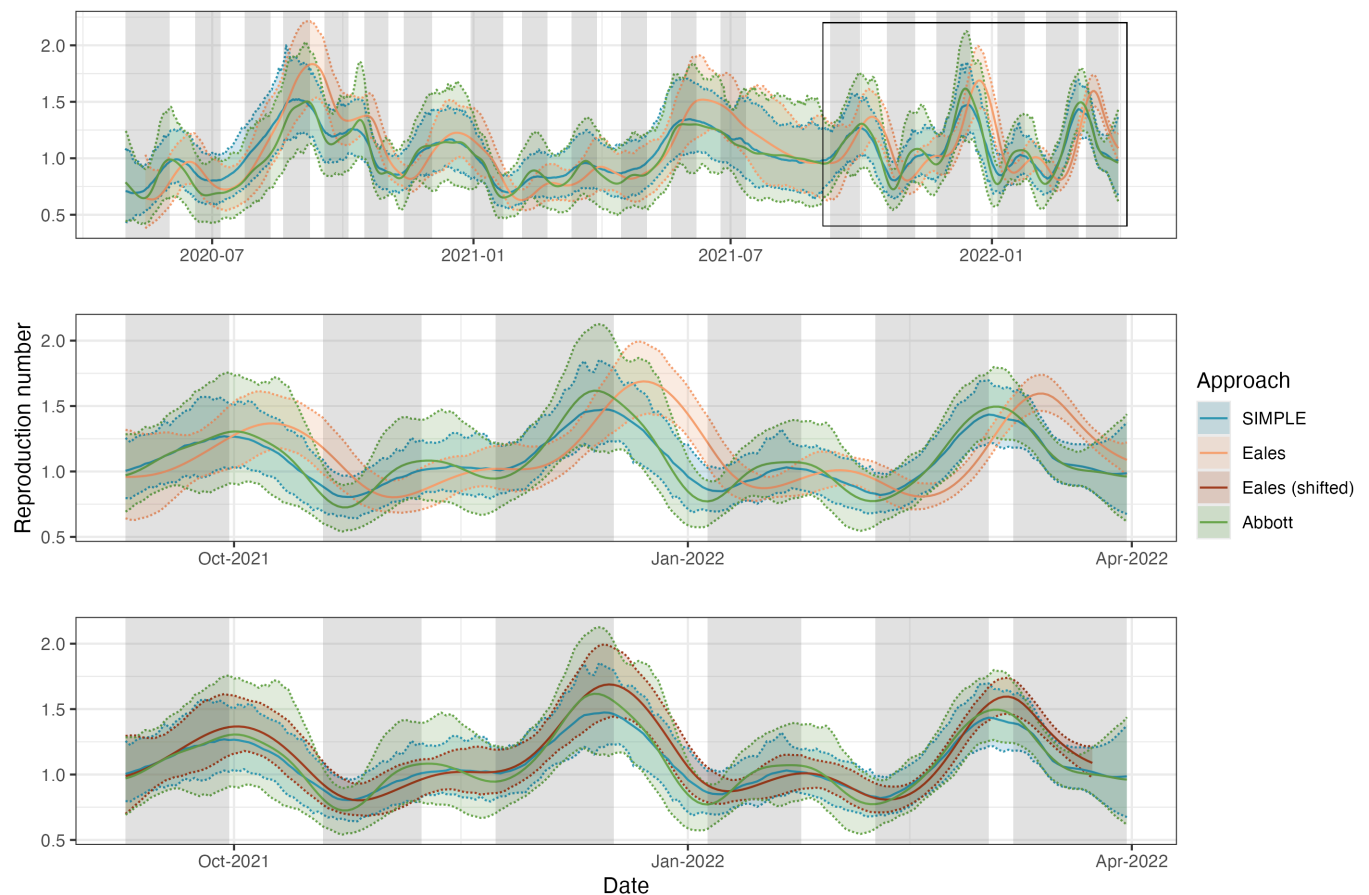 2.0
1.5
1.0
0.5
2020-07 2021-01 2021-07 2022-01
Reproduction number
2.0
1.5
1.0
0.5
Oct-2021 Jan-2022 Apr-2022
Approach
SIMPLE
Eales
Eales (shifted)
Abbott
2.0
1.5
1.0
0.5
Oct-2021 Jan-2022 Apr-2022
Date